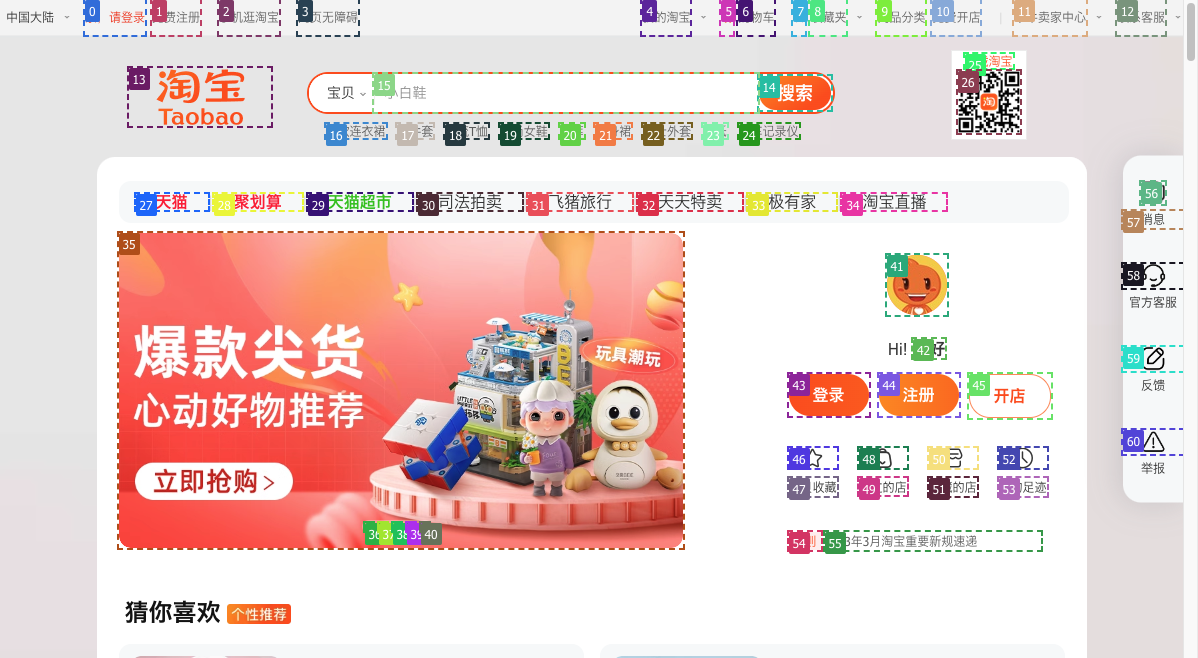 中国大陆
0 请登录
1 费注册
2 机逛淘宝
3 页无障碍
4 的淘宝
5
6 物车
7
8 藏夹
9 品分类
10 费开店
11 牛卖家中心
12 系客服
13 淘宝
Taobao
宝贝
15 小白鞋
14 搜索
25 淘宝
26 淘
16 连衣裙
17 套
18 T恤
19 女鞋
20
21 裙
22 外套
23
24 记录仪
27 天猫
28 聚划算
29 天猫超市
30 司法拍卖
31 飞猪旅行
32 天天特卖
33 极有家
34 淘宝直播
35
爆款尖货
心动好物推荐
立即抢购 >
玩具潮玩
36 37 38 39 40
41
Hi! 42 好
43 登录
44 注册
45 开店
46 48 50 52
47 收藏
49 的店
51 的店
53 足迹
54
55 3年3月淘宝重要新规速递
56
57 消息
58
官方客服
59
反馈
60
举报
猜你喜欢 个性推荐